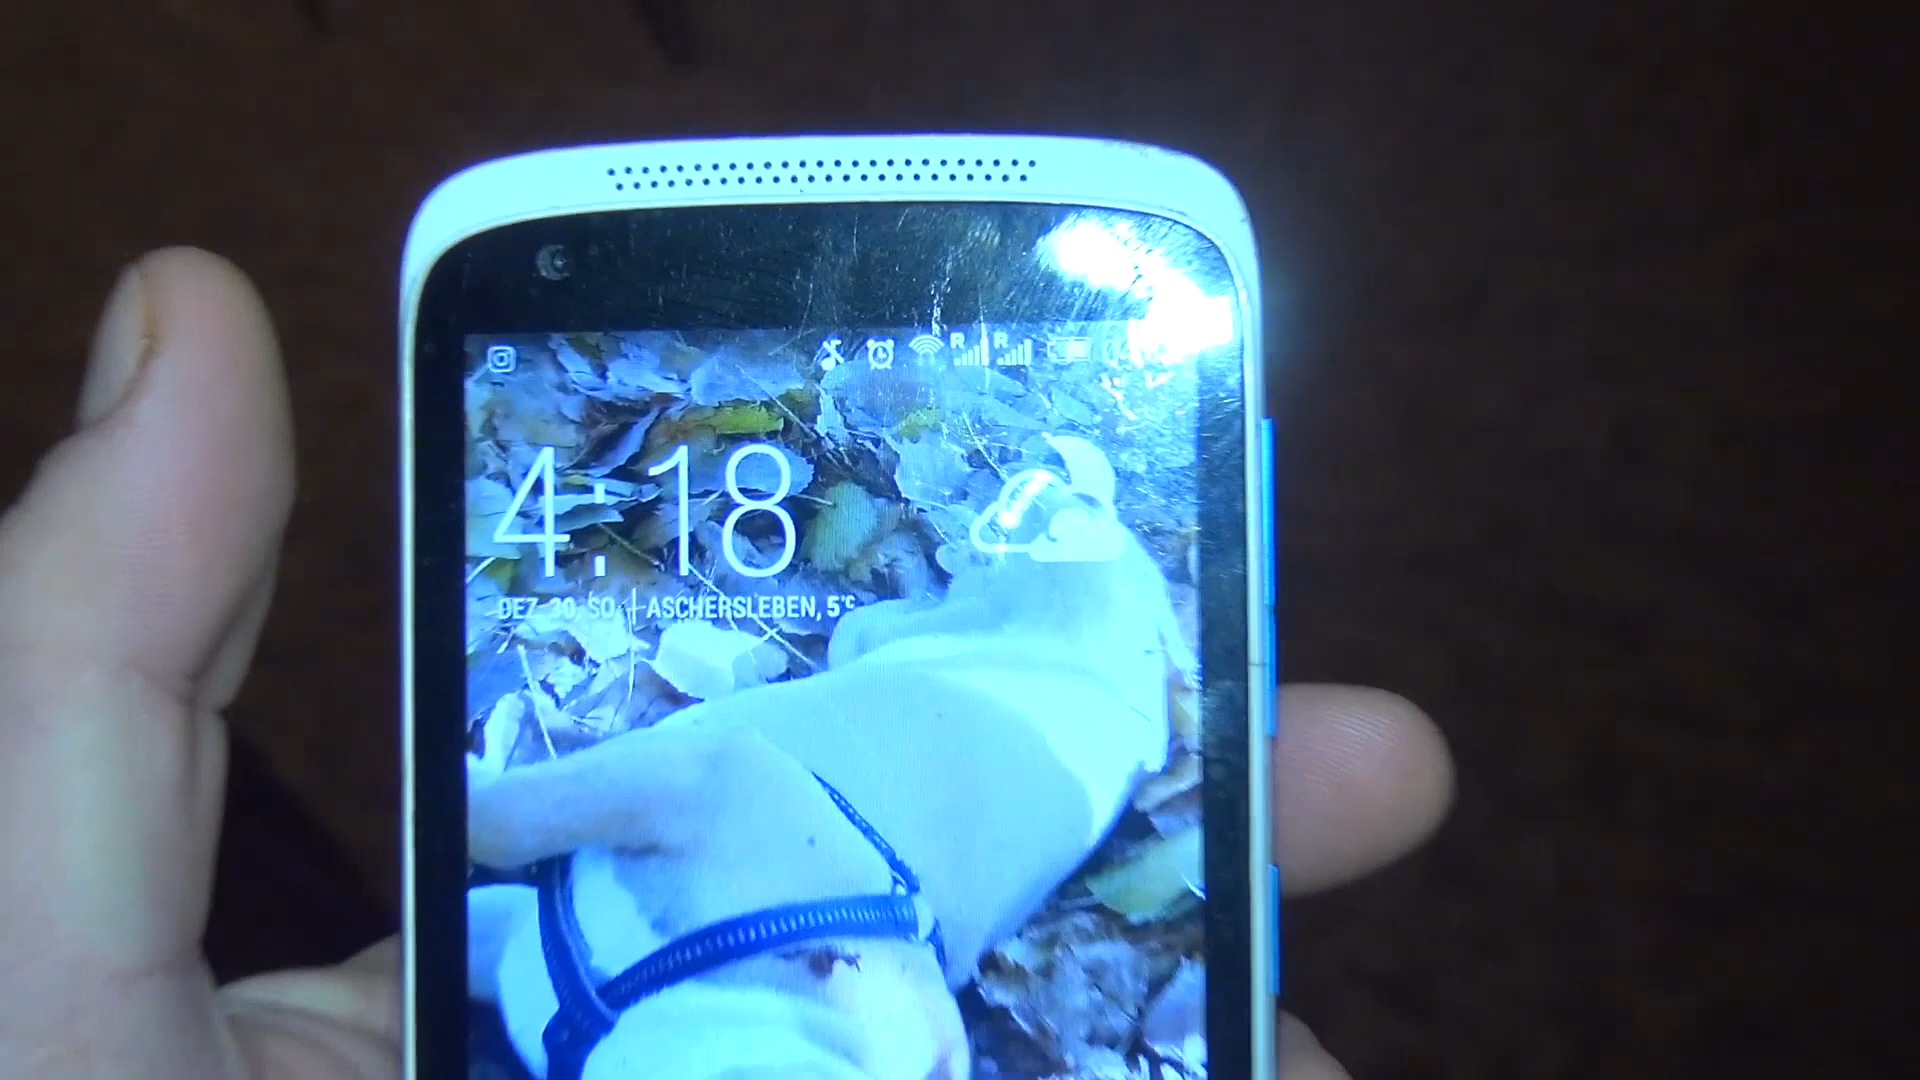 R R
4:18
DEZ. 30, SO. | ASCHERSLEBEN, 5°C